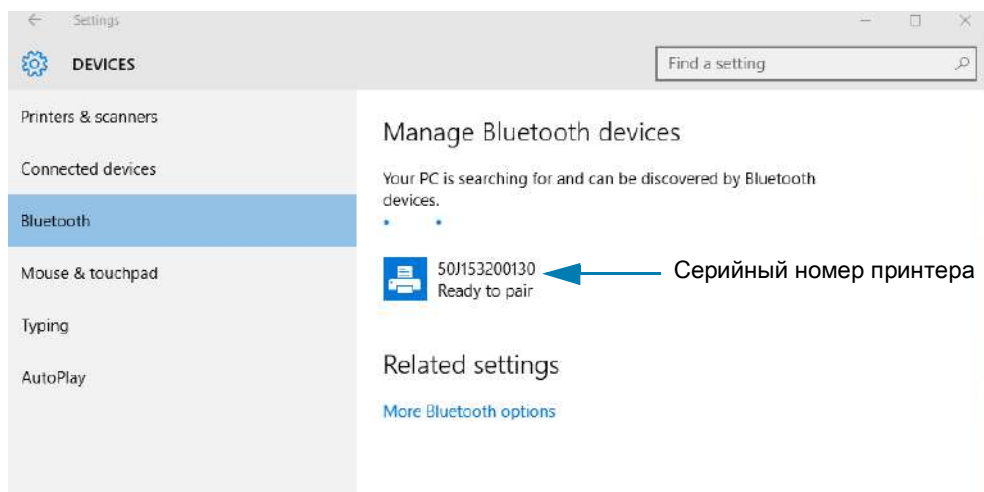 Settings
DEVICES
Find a setting
Printers & scanners
Connected devices
Bluetooth
Mouse & touchpad
Typing
AutoPlay
Manage Bluetooth devices
Your PC is searching for and can be discovered by Bluetooth
devices.
50J153200130
Ready to pair
Серийный номер принтера
Related settings
More Bluetooth options